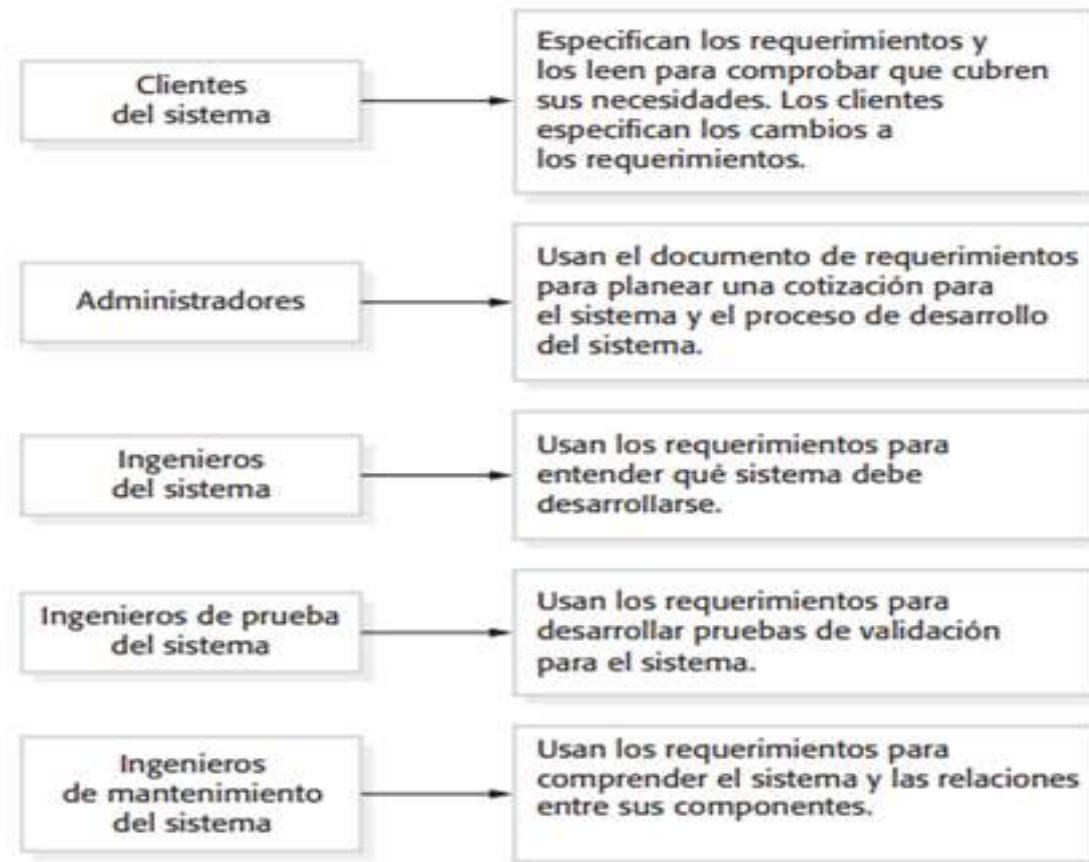 Clientes
del sistema
Especifican los requerimientos y
los leen para comprobar que cubren
sus necesidades. Los clientes
especifican los cambios a
los requerimientos.
Administradores
Usan el documento de requerimientos
para planear una cotización para
el sistema y el proceso de desarrollo
del sistema.
Ingenieros
del sistema
Usan los requerimientos para
entender qué sistema debe
desarrollarse.
Ingenieros de prueba
del sistema
Usan los requerimientos para
desarrollar pruebas de validación
para el sistema.
Ingenieros
de mantenimiento
del sistema
Usan los requerimientos para
comprender el sistema y las relaciones
entre sus componentes.